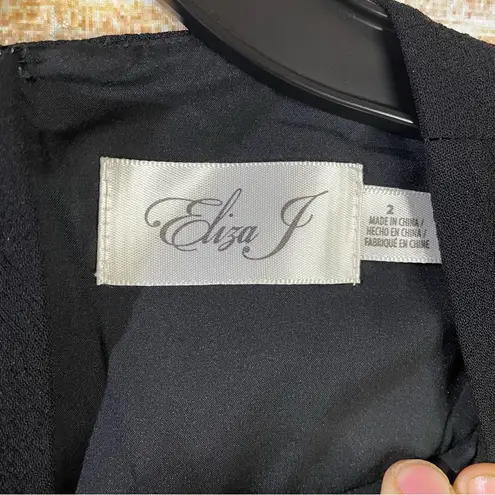 Eliza J
2
MADE IN CHINA /
HECHO EN CHINA /
FABRIQUÉ EN CHINE